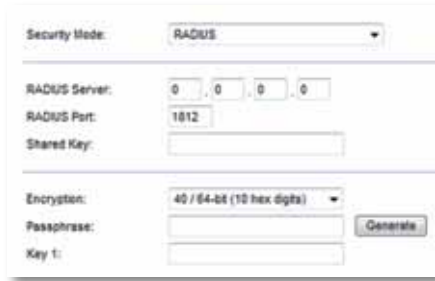 Security Mode: RADIUS
RADIUS Server: 0 . 0 . 0 . 0
RADIUS Port: 1812
Shared Key:
Encryption: 40 / 64-bit (10 hex digits)
Passphrase: Generate
Key 1: